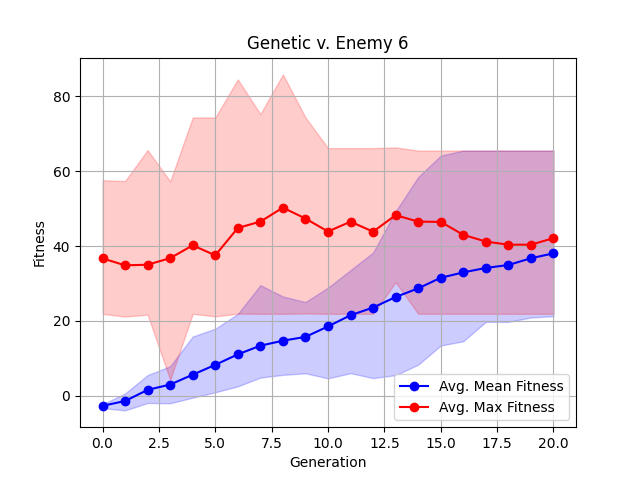 Genetic v. Enemy 6
Fitness
80
60
40
20
0
0.0 2.5 5.0 7.5 10.0 12.5 15.0 17.5 20.0
Generation
Avg. Mean Fitness
Avg. Max Fitness